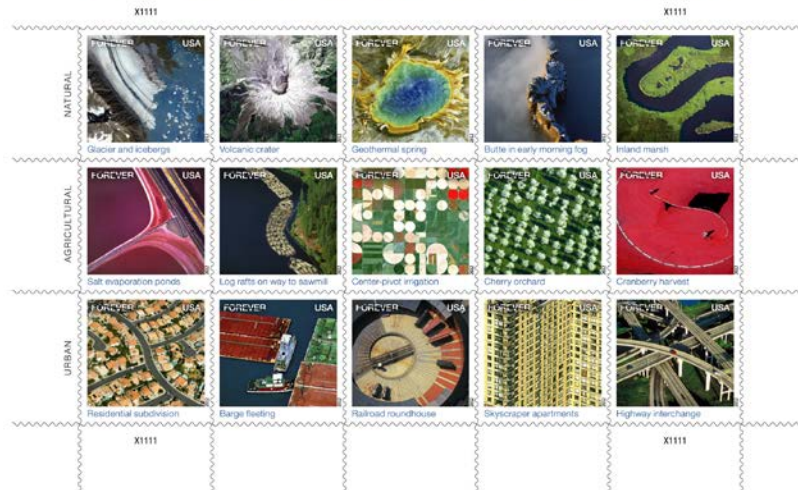 X1111 X1111
NATURAL
FOREVER USA FOREVER USA FOREVER USA FOREVER USA FOREVER USA
Glacier and icebergs Volcanic crater Geothermal spring Butte in early morning fog Inland marsh
AGRICULTURAL
FOREVER USA FOREVER USA FOREVER USA FOREVER USA FOREVER USA
Salt evaporation ponds Log rafts on way to sawmill Center-pivot irrigation Cherry orchard Cranberry harvest
URBAN
FOREVER USA FOREVER USA FOREVER USA FOREVER USA FOREVER USA
Residential subdivision Barge fleeting Railroad roundhouse Skyscraper apartments Highway interchange
X1111 X1111